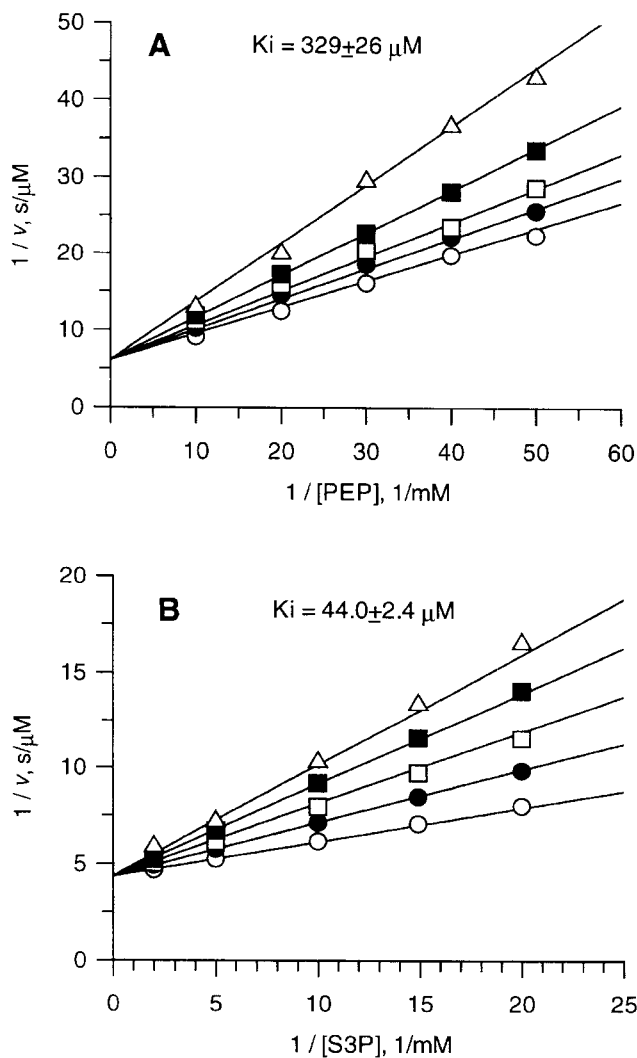 A Ki = 329±26 μM
50
40
30
20
10
0
1 / v, s/μM
0 10 20 30 40 50 60
1 / [PEP], 1/mM
B Ki = 44.0±2.4 μM
20
15
10
5
0
1 / v, s/μM
0 5 10 15 20 25
1 / [S3P], 1/mM